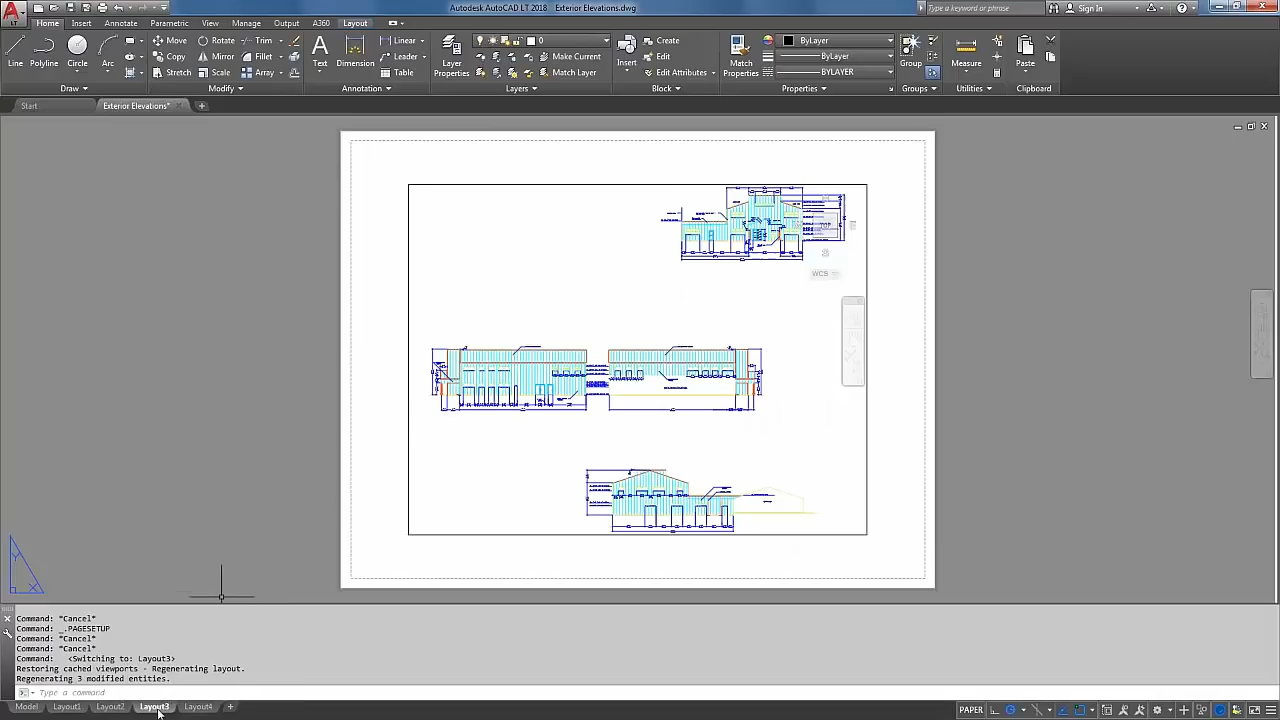 Autodesk AutoCAD LT 2018 - Exterior Elevations.dwg
Type a keyword or phrase
Sign In
LT
Home Insert Annotate Parametric View Manage Output A360 Layout
Line Polyline Circle Arc
Move Rotate Trim
Copy Mirror Fillet
Stretch Scale Array
Text Dimension
Linear
Leader
Table
Layer Properties
0
Make Current
Match Layer
Insert
Create
Edit
Edit Attributes
Match Properties
ByLayer
ByLayer
BYLAYER
Group
Measure
Paste
Draw Modify Annotation Layers Block Properties Groups Utilities Clipboard
Start Exterior Elevations*
TOP
E
S
WCS
Y
X
Command: *Cancel*
Command: _.PAGESETUP
Command: *Cancel*
Command: *Cancel*
Command: <Switching to: Layout3>
Restoring cached viewports - Regenerating layout.
Regenerating 3 modified entities.
Type a command
Model Layout1 Layout2 Layout3 Layout4 +
PAPER